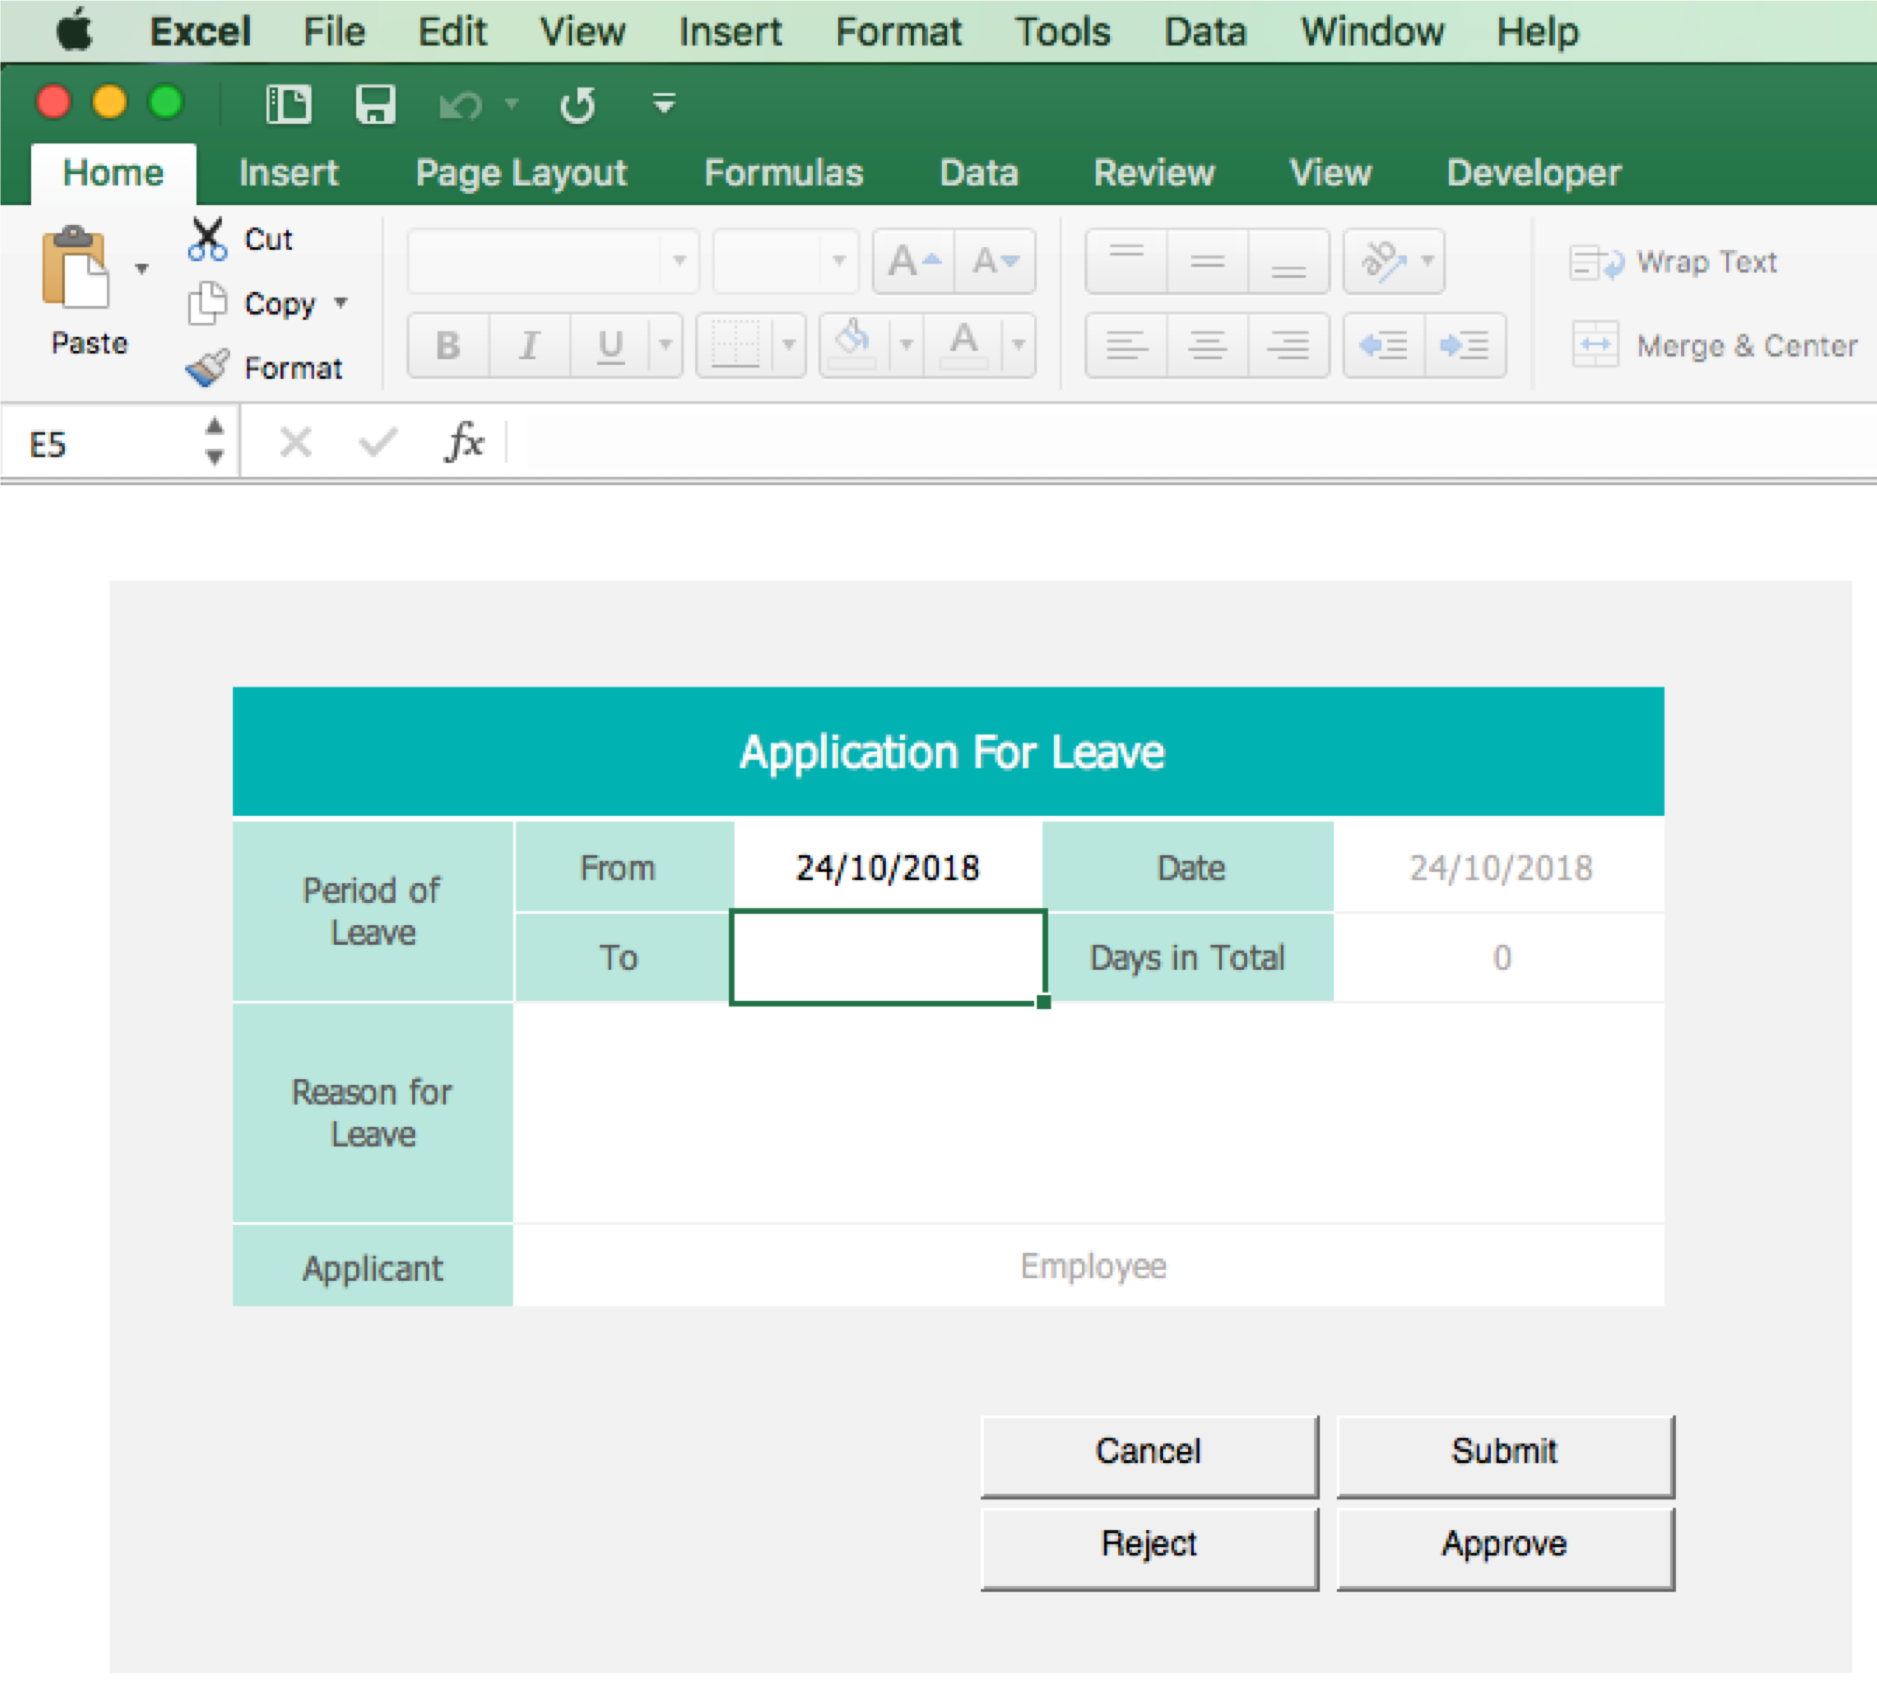 Excel File Edit View Insert Format Tools Data Window Help
Home Insert Page Layout Formulas Data Review View Developer
Paste
Cut
Copy
Format
A A
ab
Wrap Text
B I U A
Merge & Center
E5 fx
Application For Leave
Period of
Leave
From 24/10/2018 Date 24/10/2018
To Days in Total 0
Reason for
Leave
Applicant Employee
Cancel Submit
Reject Approve